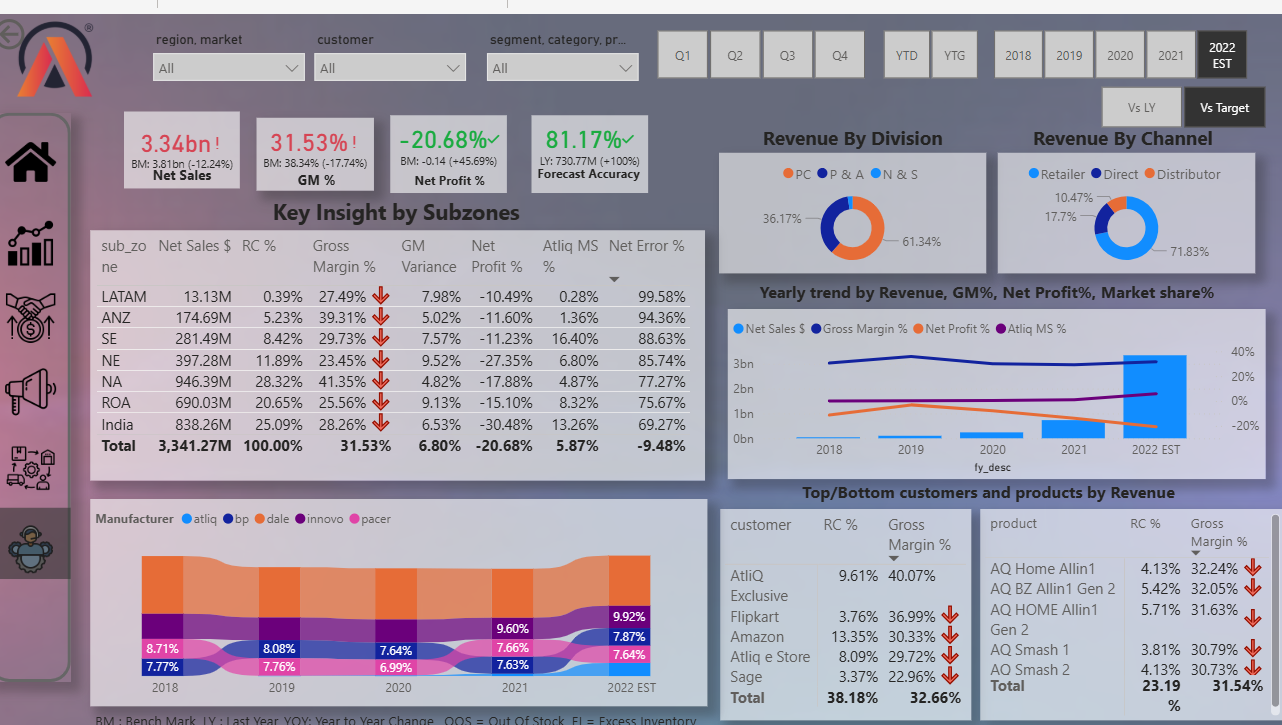 region, market
customer
segment, category, pr...
All
All
All
Q1
Q2
Q3
Q4
YTD
YTG
2018
2019
2020
2021
2022
EST
Vs LY
Vs Target
3.34bn!
BM: 3.81bn (-12.24%)
Net Sales
31.53%!
BM: 38.34% (-17.74%)
GM %
-20.68%✓
BM: -0.14 (+45.69%)
Net Profit %
81.17%✓
LY: 730.77M (+100%)
Forecast Accuracy
Revenue By Division
PC P & A N & S
36.17%
61.34%
Revenue By Channel
Retailer Direct Distributor
10.47%
17.7%
71.83%
Key Insight by Subzones
sub_zo Net Sales $ RC % Gross GM Net Atliq MS Net Error %
ne Margin % Variance Profit % %
LATAM 13.13M 0.39% 27.49% 7.98% -10.49% 0.28% 99.58%
ANZ 174.69M 5.23% 39.31% 5.02% -11.60% 1.36% 94.36%
SE 281.49M 8.42% 29.73% 7.57% -11.23% 16.40% 88.63%
NE 397.28M 11.89% 23.45% 9.52% -27.35% 6.80% 85.74%
NA 946.39M 28.32% 41.35% 4.82% -17.88% 4.87% 77.27%
ROA 690.03M 20.65% 25.56% 9.13% -15.10% 8.32% 75.67%
India 838.26M 25.09% 28.26% 6.53% -30.48% 13.26% 69.27%
Total 3,341.27M 100.00% 31.53% 6.80% -20.68% 5.87% -9.48%
Yearly trend by Revenue, GM%, Net Profit%, Market share%
Net Sales $ Gross Margin % Net Profit % Atliq MS %
3bn
2bn
1bn
0bn
40%
20%
0%
-20%
2018 2019 2020 2021 2022 EST
fy_desc
Manufacturer atliq bp dale innovo pacer
8.71%
7.77%
8.08%
7.76%
7.64%
6.99%
9.60%
7.66%
7.63%
9.92%
7.87%
7.64%
2018 2019 2020 2021 2022 EST
Top/Bottom customers and products by Revenue
customer RC % Gross
Margin %
AtliQ 9.61% 40.07%
Exclusive
Flipkart 3.76% 36.99%
Amazon 13.35% 30.33%
Atliq e Store 8.09% 29.72%
Sage 3.37% 22.96%
Total 38.18% 32.66%
product RC % Gross
Margin %
AQ Home Allin1 4.13% 32.24%
AQ BZ Allin1 Gen 2 5.42% 32.05%
AQ HOME Allin1 5.71% 31.63%
Gen 2
AQ Smash 1 3.81% 30.79%
AQ Smash 2 4.13% 30.73%
Total 23.19 31.54%
%
BM : Bench Mark, LY : Last Year, YOY: Year to Year Change, OOS = Out Of Stock, EI = Excess Inventory